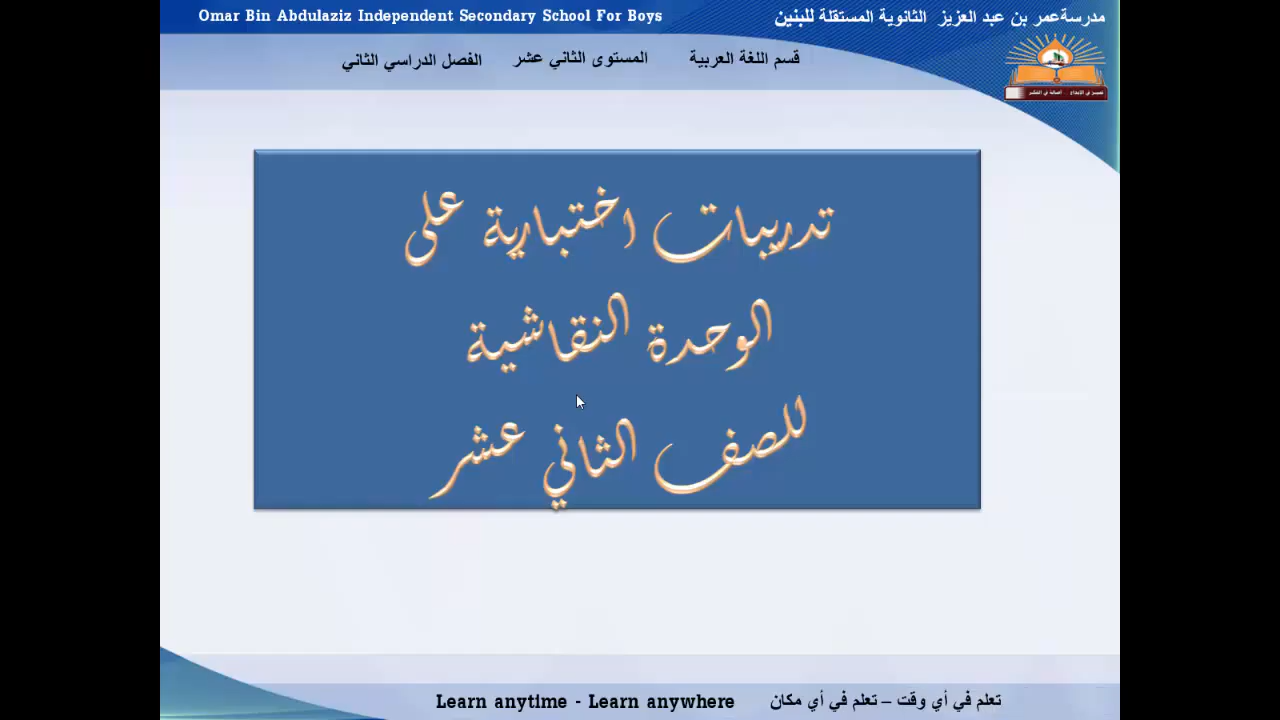 Omar Bin Abdulaziz Independent Secondary School For Boys
مدرسةعمر بن عبد العزيز الثانوية المستقلة للبنين
قسم اللغة العربية
المستوى الثاني عشر
الفصل الدراسي الثاني
تدريبات اختبارية على
الوحدة النقاشية
للصف الثاني عشر
تعلم في أي وقت – تعلم في أي مكان
Learn anytime - Learn anywhere